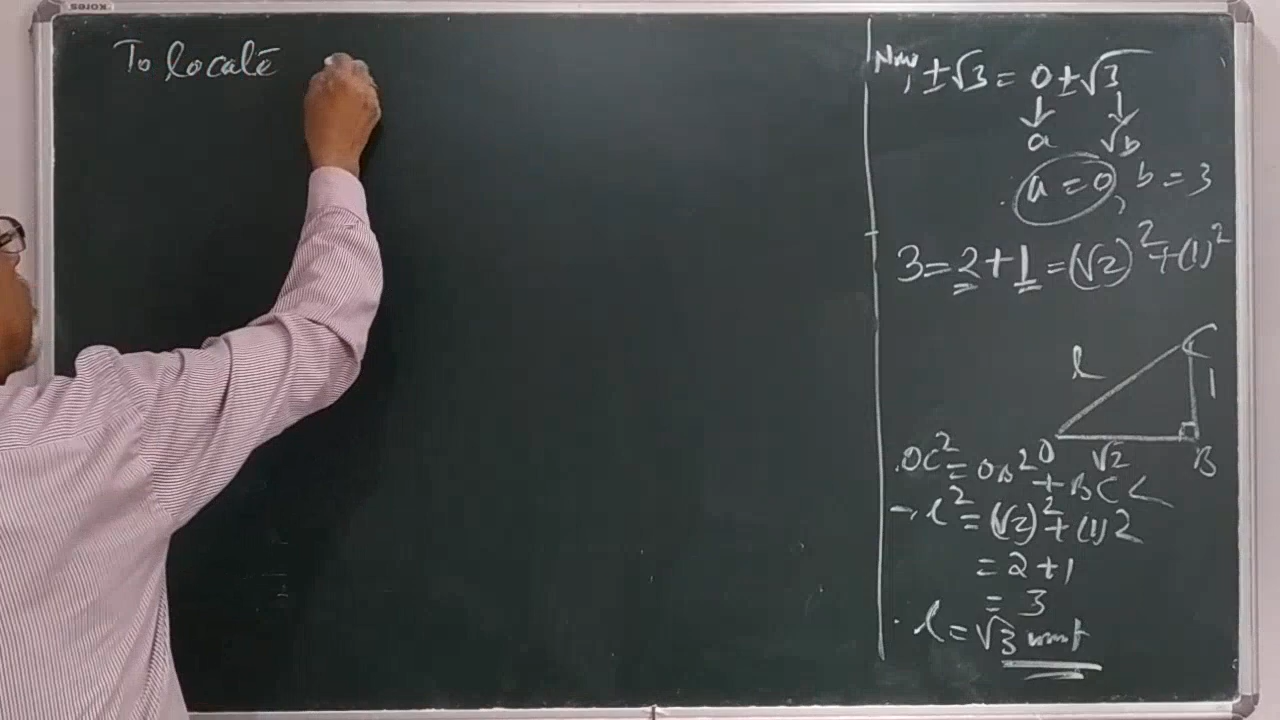 KORES
To locate
Now, ±√3 = 0 ± √3
↓ ↓
a √b
a = 0, b = 3
3 = 2 + 1 = (√2)² + (1)²
C
l
1
√2
O
B
OC² = OB² + BC²
l² = (√2)² + (1)²
= 2 + 1
= 3
l = √3 unit